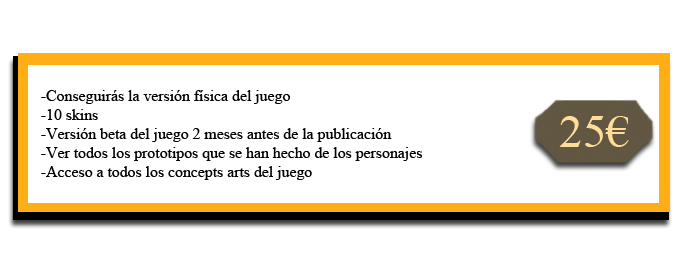 -Conseguirás la versión física del juego
-10 skins
-Versión beta del juego 2 meses antes de la publicación
-Ver todos los prototipos que se han hecho de los personajes
-Acceso a todos los concepts arts del juego
25€